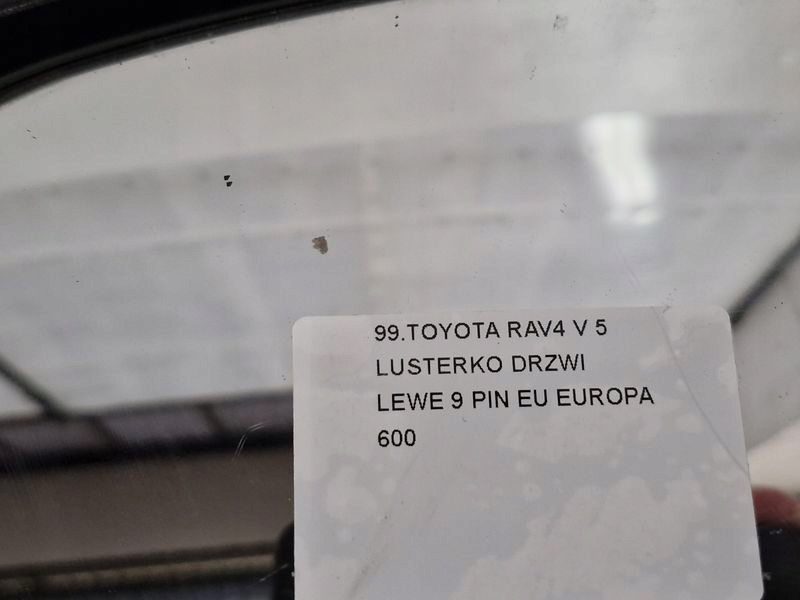 99.TOYOTA RAV4 V 5
LUSTERKO DRZWI
LEWE 9 PIN EU EUROPA
600